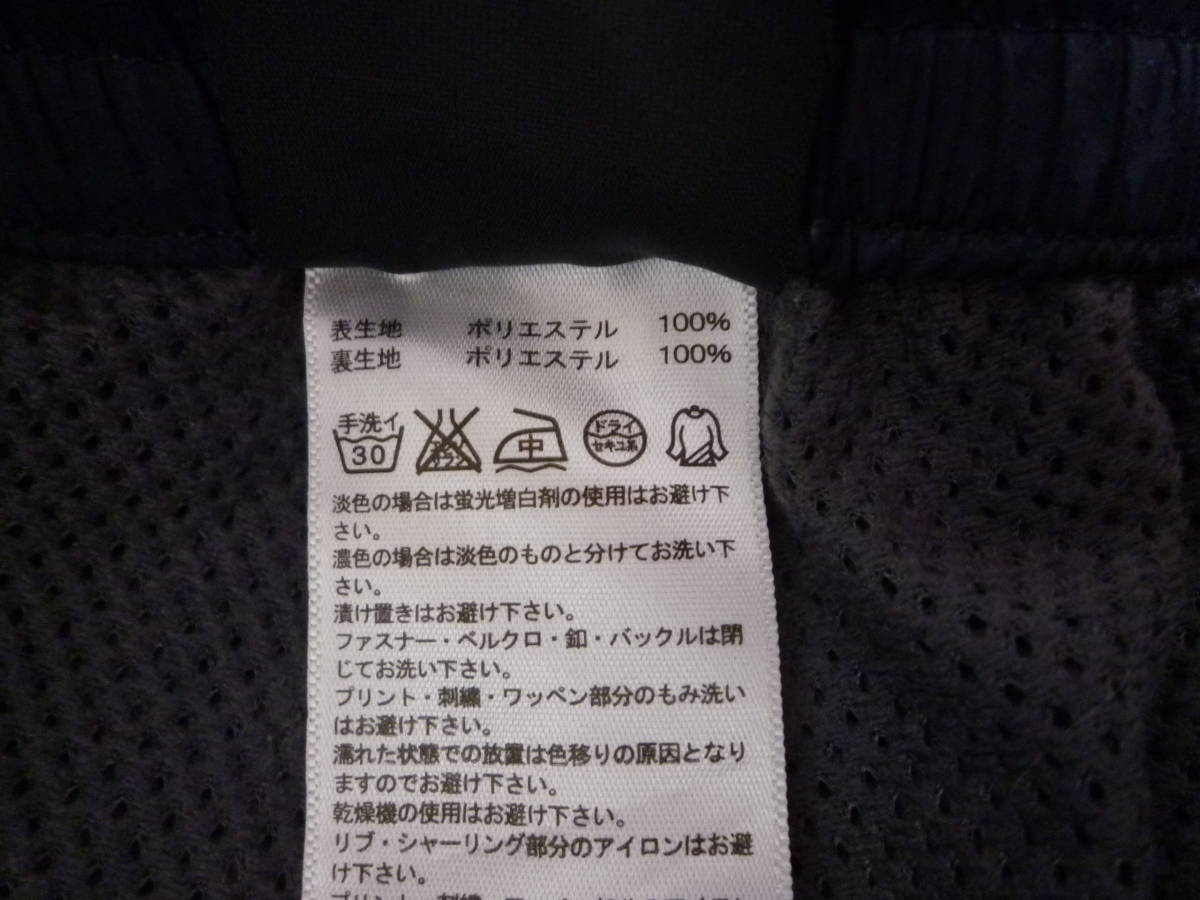 表生地 ポリエステル 100%
裏生地 ポリエステル 100%
手洗イ 30 エンソサラシ 中 ドライ セキユ系
淡色の場合は蛍光増白剤の使用はお避け下
さい。
濃色の場合は淡色のものと分けてお洗い下
さい。
漬け置きはお避け下さい。
ファスナー・ベルクロ・釦・バックルは閉
じてお洗い下さい。
プリント・刺繍・ワッペン部分のもみ洗い
はお避け下さい。
濡れた状態での放置は色移りの原因となり
ますのでお避け下さい。
乾燥機の使用はお避け下さい。
リブ・シャーリング部分のアイロンはお避
け下さい。